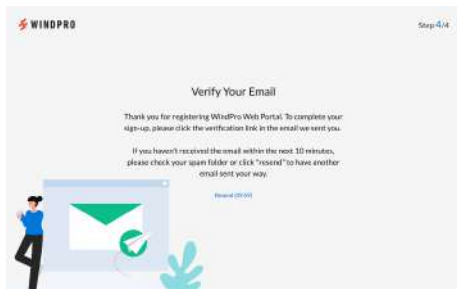 WINDPRO
Step 4/4
Verify Your Email
Thank you for registering WindPro Web Portal. To complete your
sign-up, please click the verification link in the email we sent you.
If you haven't received the email within the next 10 minutes,
please check your spam folder or click "resend" to have another
email sent your way.
Resend